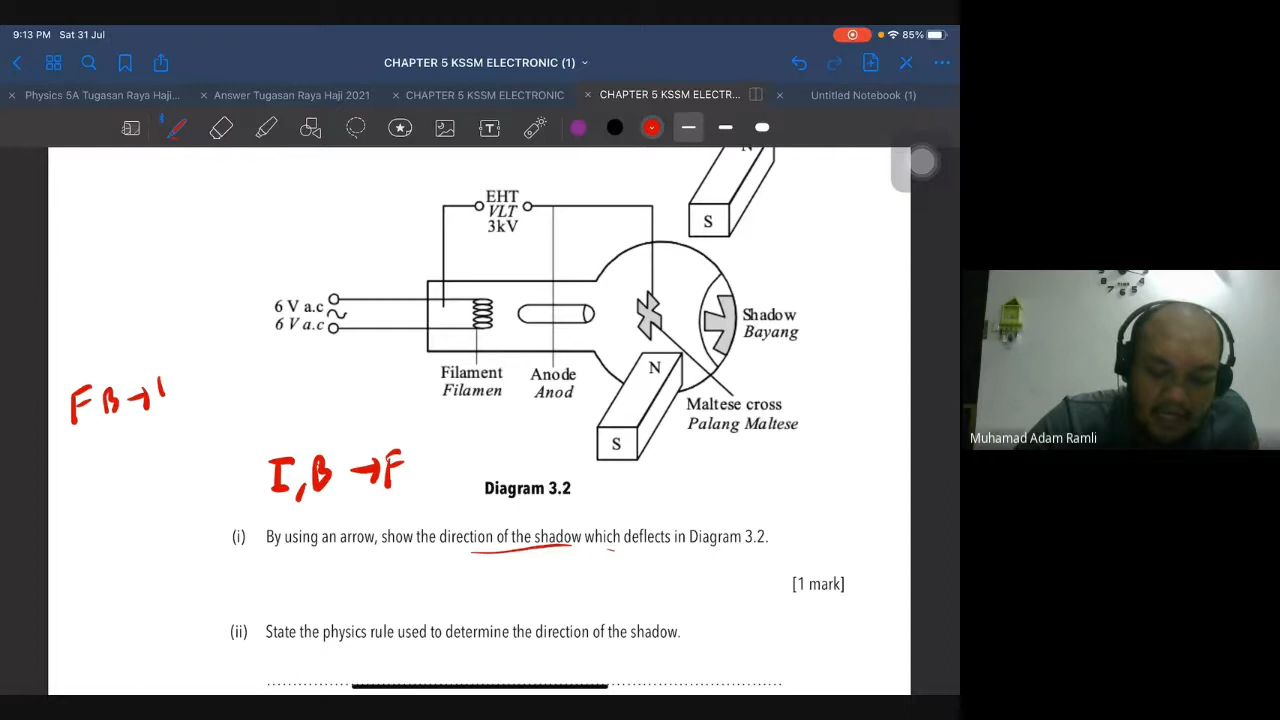 9:13 PM Sat 31 Jul
85%
CHAPTER 5 KSSM ELECTRONIC (1)
Physics 5A Tugasan Raya Haji...
Answer Tugasan Raya Haji 2021
CHAPTER 5 KSSM ELECTRONIC
CHAPTER 5 KSSM ELECTR...
Untitled Notebook (1)
N
S
EHT
VLT
3kV
6 V a.c
6 V a.c
Shadow
Bayang
Filament
Filamen
Anode
Anod
N
S
Maltese cross
Palang Maltese
F B →
I, B → F
Diagram 3.2
(i) By using an arrow, show the direction of the shadow which deflects in Diagram 3.2.
[1 mark]
(ii) State the physics rule used to determine the direction of the shadow.
Muhamad Adam Ramli